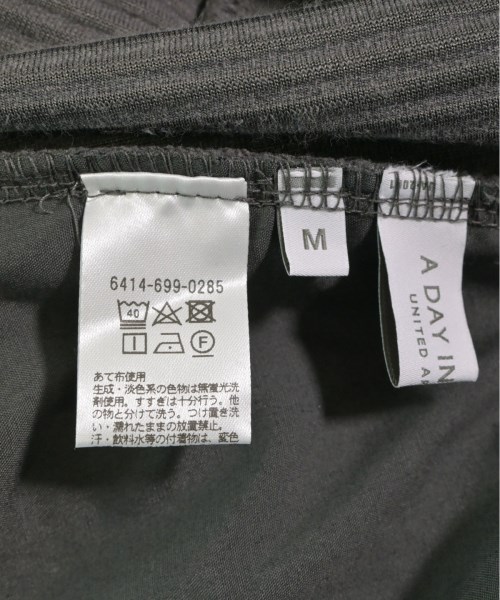 6414-699-0285
40
F
あて布使用
生成・淡色系の色物は無蛍光洗
剤使用。すすぎは十分行う。他
の物と分けて洗う。つけ置き洗
い・濡れたままの放置禁止。
汗・飲料水等の付着物は、変色
M
A DAY IN
UNITED AR